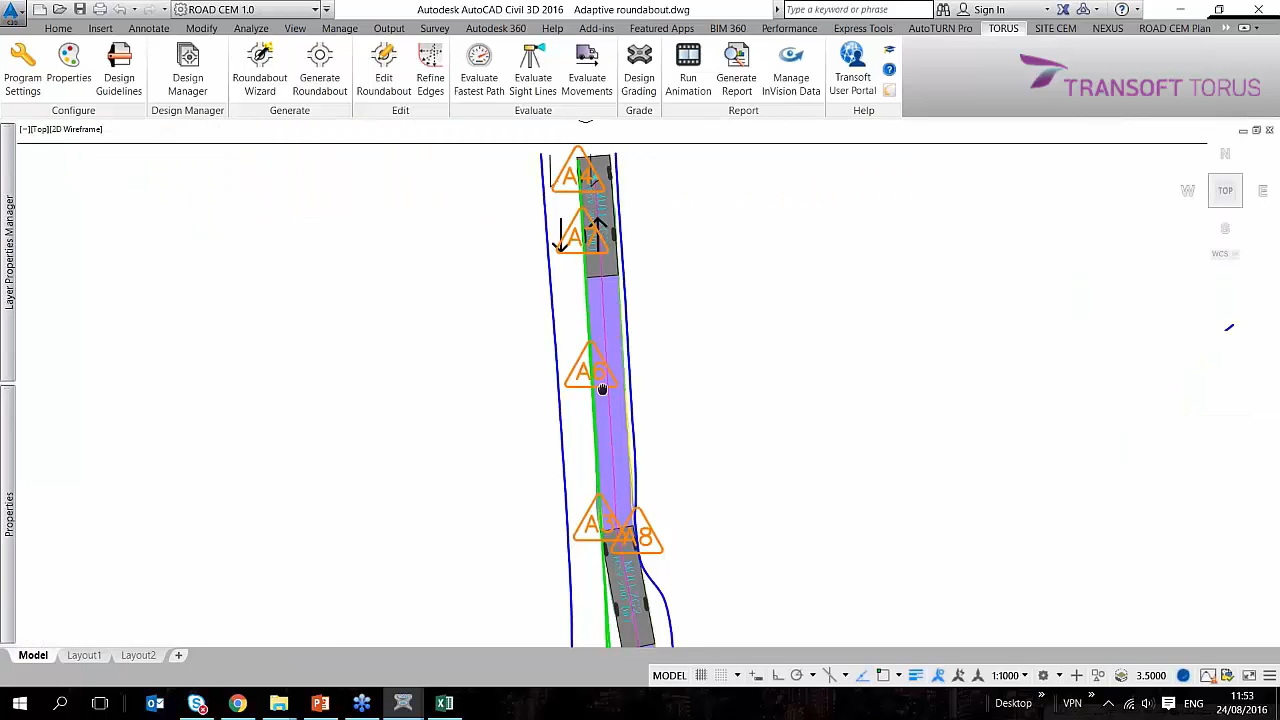 ROAD CEM 1.0
Autodesk AutoCAD Civil 3D 2016 Adaptive roundabout.dwg
Type a keyword or phrase
Sign In
Home Insert Annotate Modify Analyze View Manage Output Survey Autodesk 360 Help Add-ins Featured Apps BIM 360 Performance Express Tools AutoTURN Pro TORUS SITE CEM NEXUS ROAD CEM Plan
Program Settings
Properties
Design Guidelines
Design Manager
Roundabout Wizard
Generate Roundabout
Edit Roundabout
Refine Edges
Evaluate Fastest Path
Evaluate Sight Lines
Evaluate Movements
Design Grading
Run Animation
Generate Report
Manage InVision Data
Transoft User Portal
TRANSOFT TORUS
Configure Design Manager Generate Edit Evaluate Grade Report Help
[−][Top][2D Wireframe]
N
W TOP E
S
WCS
Layer Properties Manager
Properties
A4
A6
A8
Model Layout1 Layout2 +
MODEL 1:1000 3.5000
Desktop VPN ENG 11:53
24/08/2016